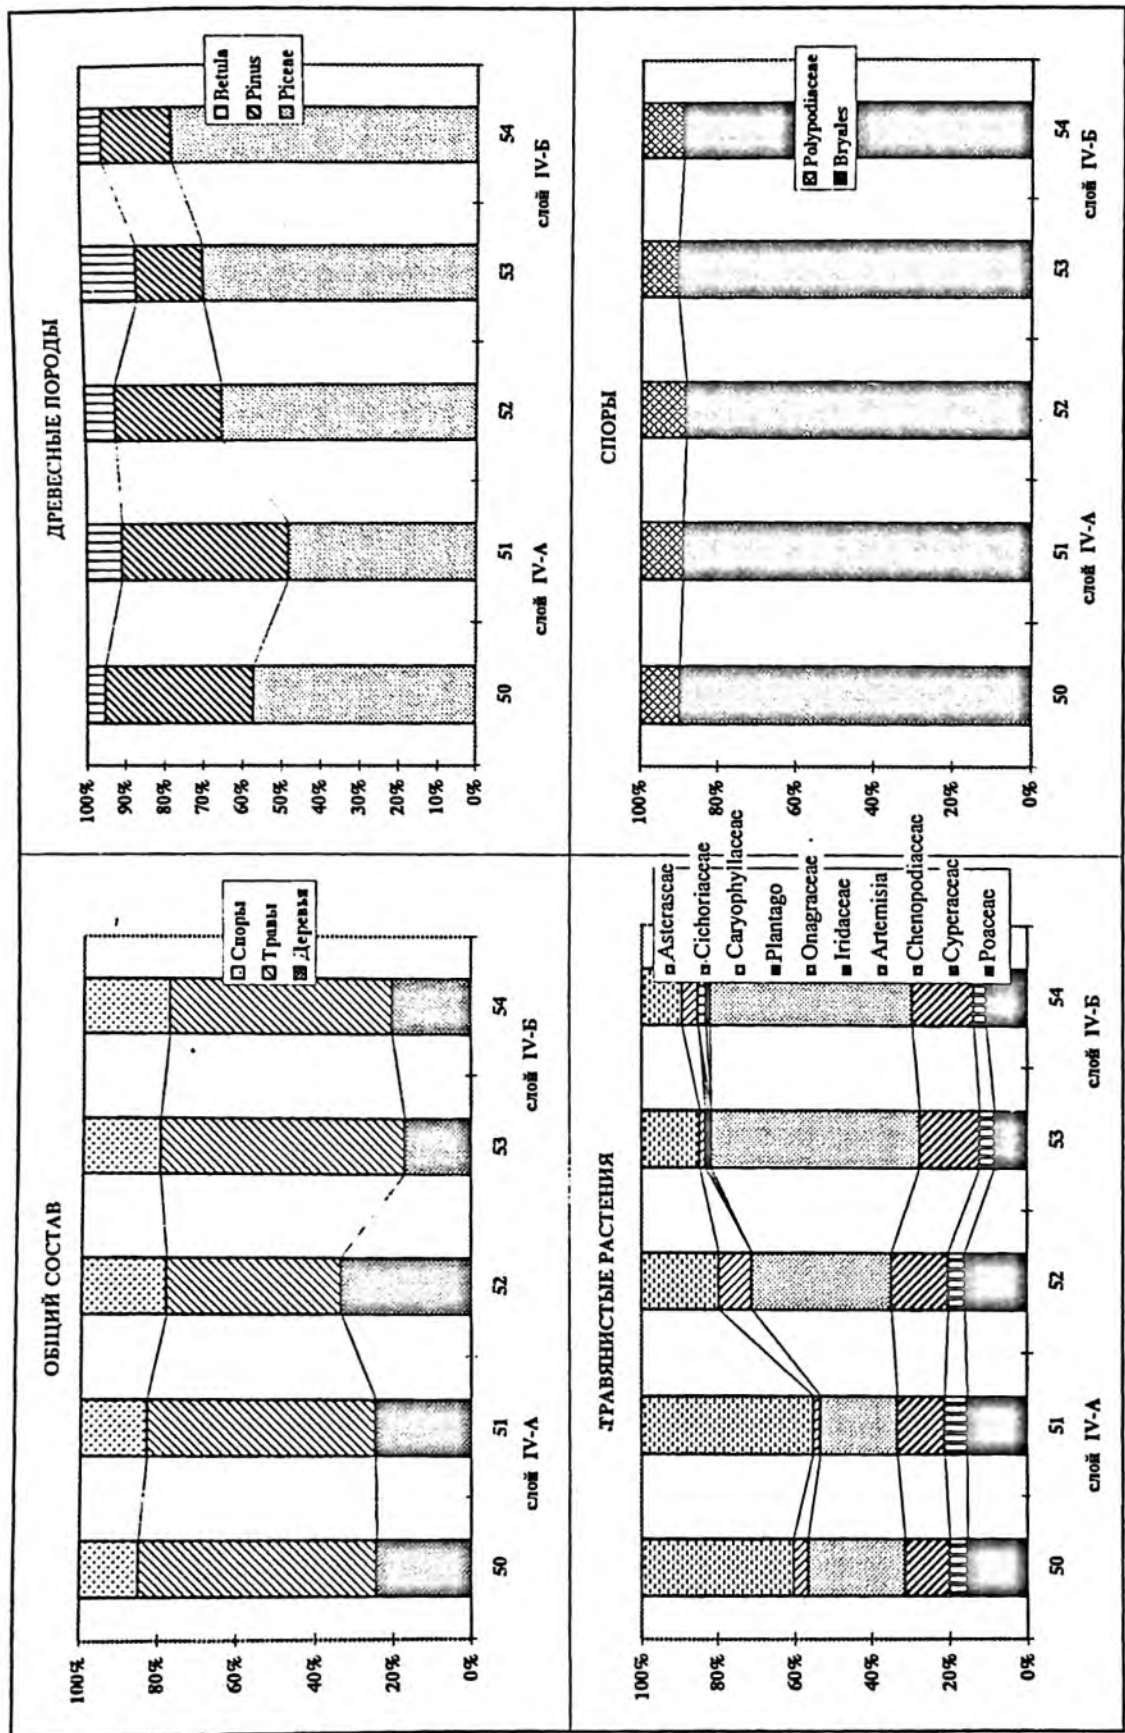 ОБЩИЙ СОСТАВ
100%
80%
60%
40%
20%
0%
Споры
Травы
Деревья
50
51
52
53
54
слой IV-А
слой IV-Б
ДРЕВЕСНЫЕ ПОРОДЫ
100%
90%
80%
70%
60%
50%
40%
30%
20%
10%
0%
Betula
Pinus
Piceae
50
51
52
53
54
слой IV-А
слой IV-Б
ТРАВЯНИСТЫЕ РАСТЕНИЯ
100%
80%
60%
40%
20%
0%
Asterascae
Cichoriaceae
Caryophyllaceae
Plantago
Onagraceae
Iridaceae
Artemisia
Chenopodiaceae
Cyperaceae
Poaceae
50
51
52
53
54
слой IV-А
слой IV-Б
СПОРЫ
100%
80%
60%
40%
20%
0%
Polypodiaceae
Bryales
50
51
52
53
54
слой IV-А
слой IV-Б